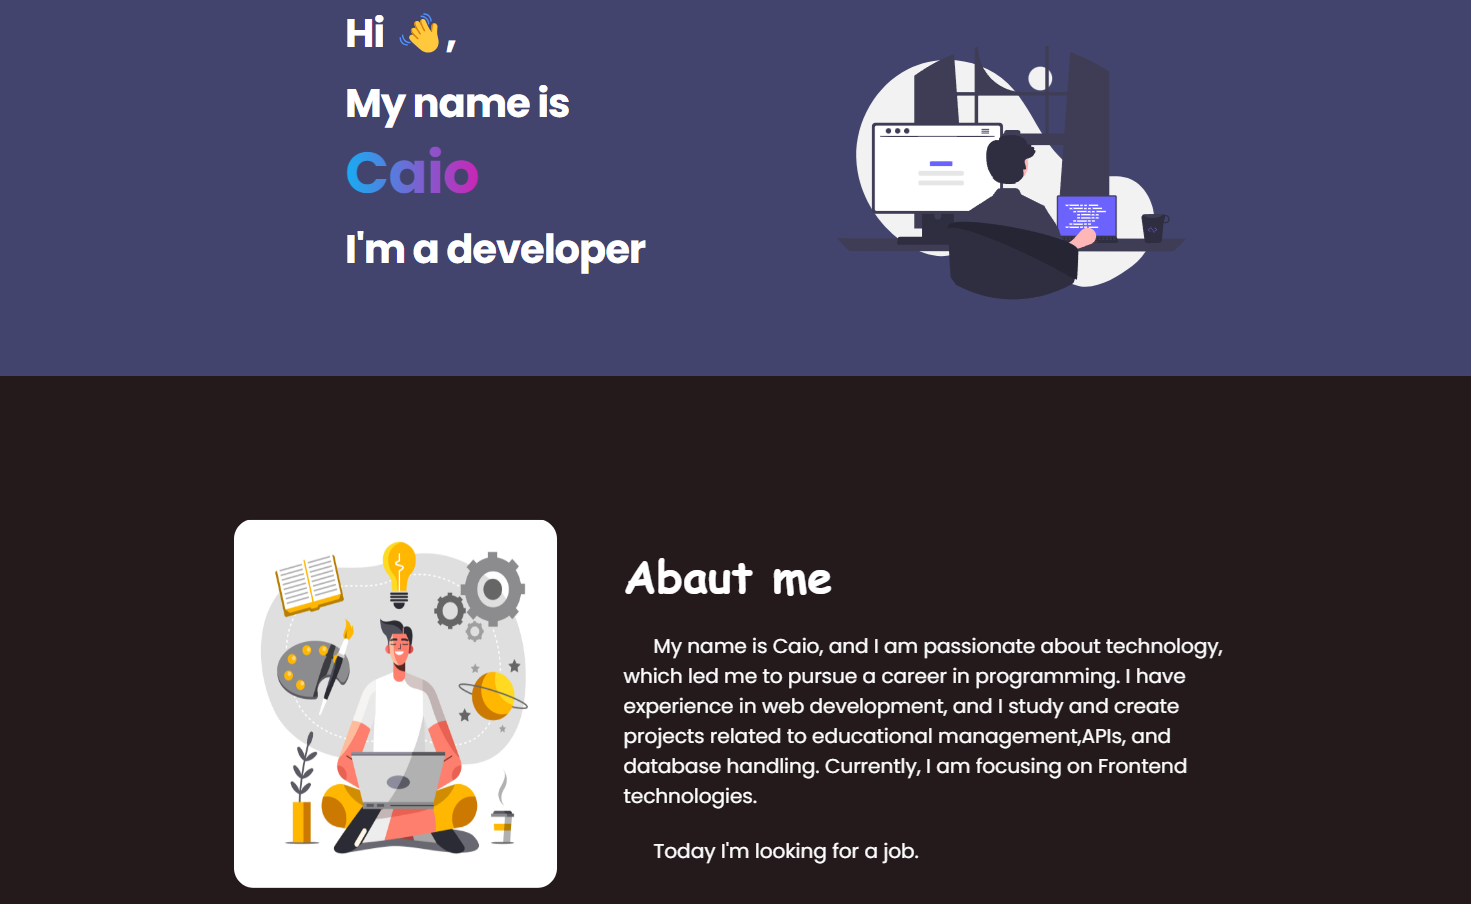 Hi 👋,
My name is
Caio
I'm a developer
Abaut me
My name is Caio, and I am passionate about technology,
which led me to pursue a career in programming. I have
experience in web development, and I study and create
projects related to educational management,APIs, and
database handling. Currently, I am focusing on Frontend
technologies.
Today I'm looking for a job.